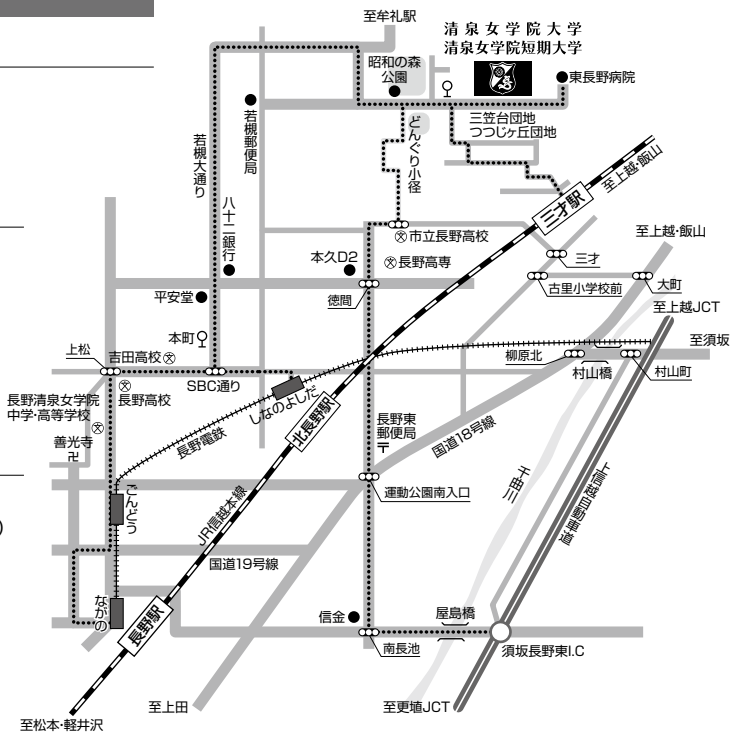 至牟礼駅
清泉女学院大学
清泉女学院短期大学
昭和の森
公園
東長野病院
若槻郵便局
どんぐり小径
三笠台団地
つつじヶ丘団地
若槻大通り
至上越・飯山
三才駅
八十二銀行
市立長野高校
至上越・飯山
本久D2
長野高専
三才
徳間
古里小学校前
大町
平安堂
至上越JCT
本町
至須坂
上松
吉田高校
SBC通り
柳原北
村山橋
村山町
長野高校
しなのよしだ
長野清泉女学院
中学・高等学校
北長野駅
長野東
郵便局
〒
善光寺
卍
長野電鉄
国道18号線
千曲川
上信越自動車道
ごんどう
運動公園南入口
JR信越本線
)
国道19号線
ながの
長野駅
信金
屋島橋
南長池
須坂長野東I.C
至上田
至更埴JCT
至松本・軽井沢